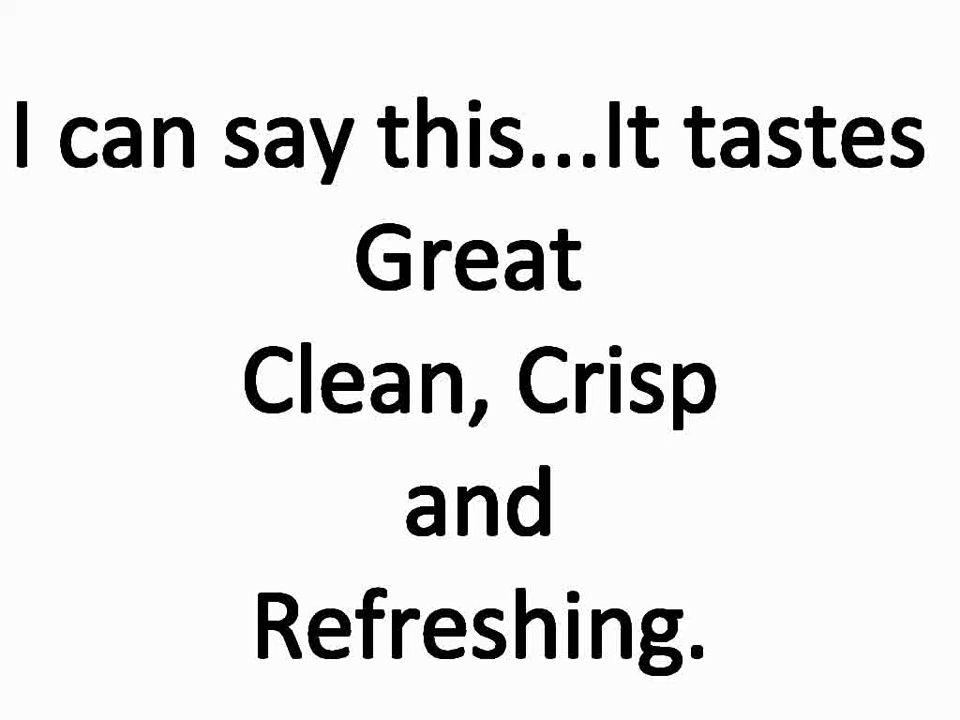 I can say this...It tastes
Great
Clean, Crisp
and
Refreshing.